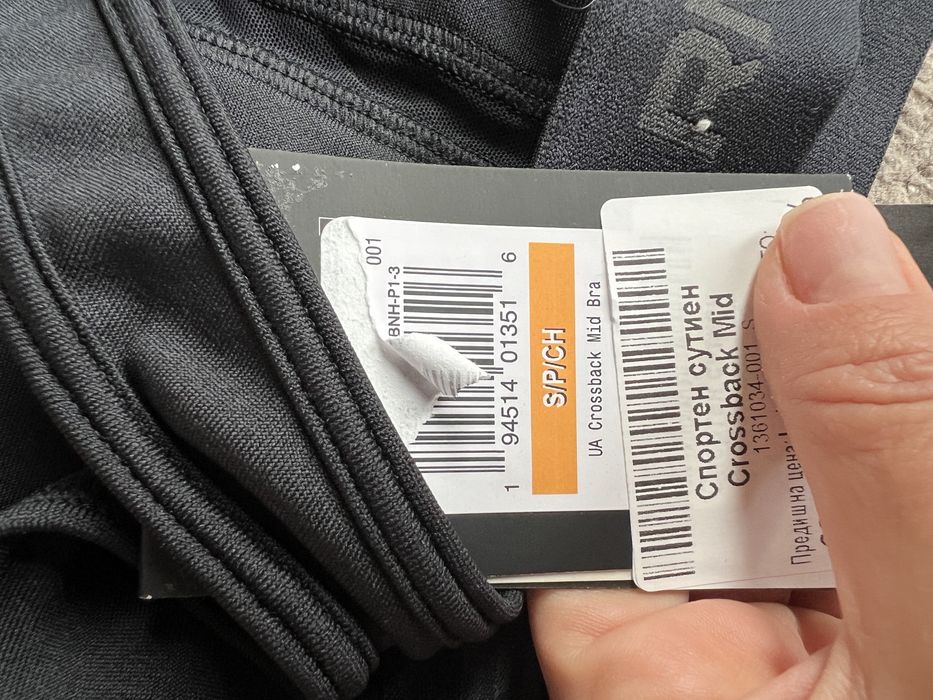 001
BNH-P1-3
1 94514 01351 6
S/P/CH
UA Crossback Mid Bra
Спортен сутиен
Crossback Mid
1361034-001 S
Предишна цена: